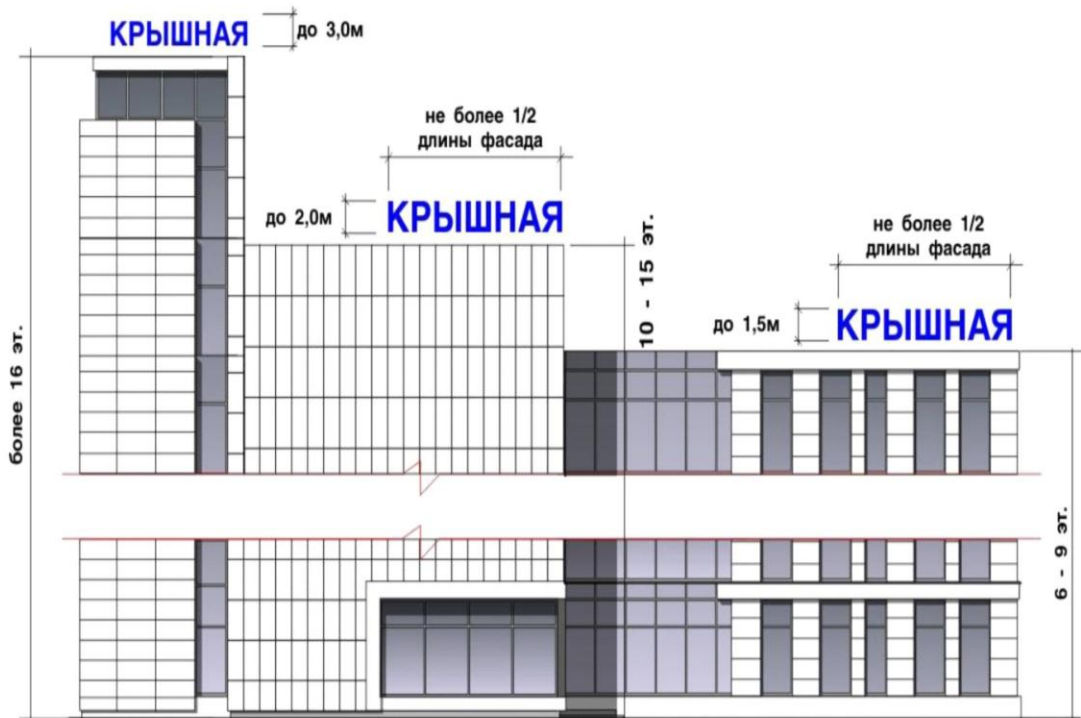 КРЫШНАЯ
до 3,0м
не более 1/2
длины фасада
до 2,0м
КРЫШНАЯ
не более 1/2
длины фасада
до 1,5м
КРЫШНАЯ
более 16 эт.
10 - 15 эт.
6 - 9 эт.